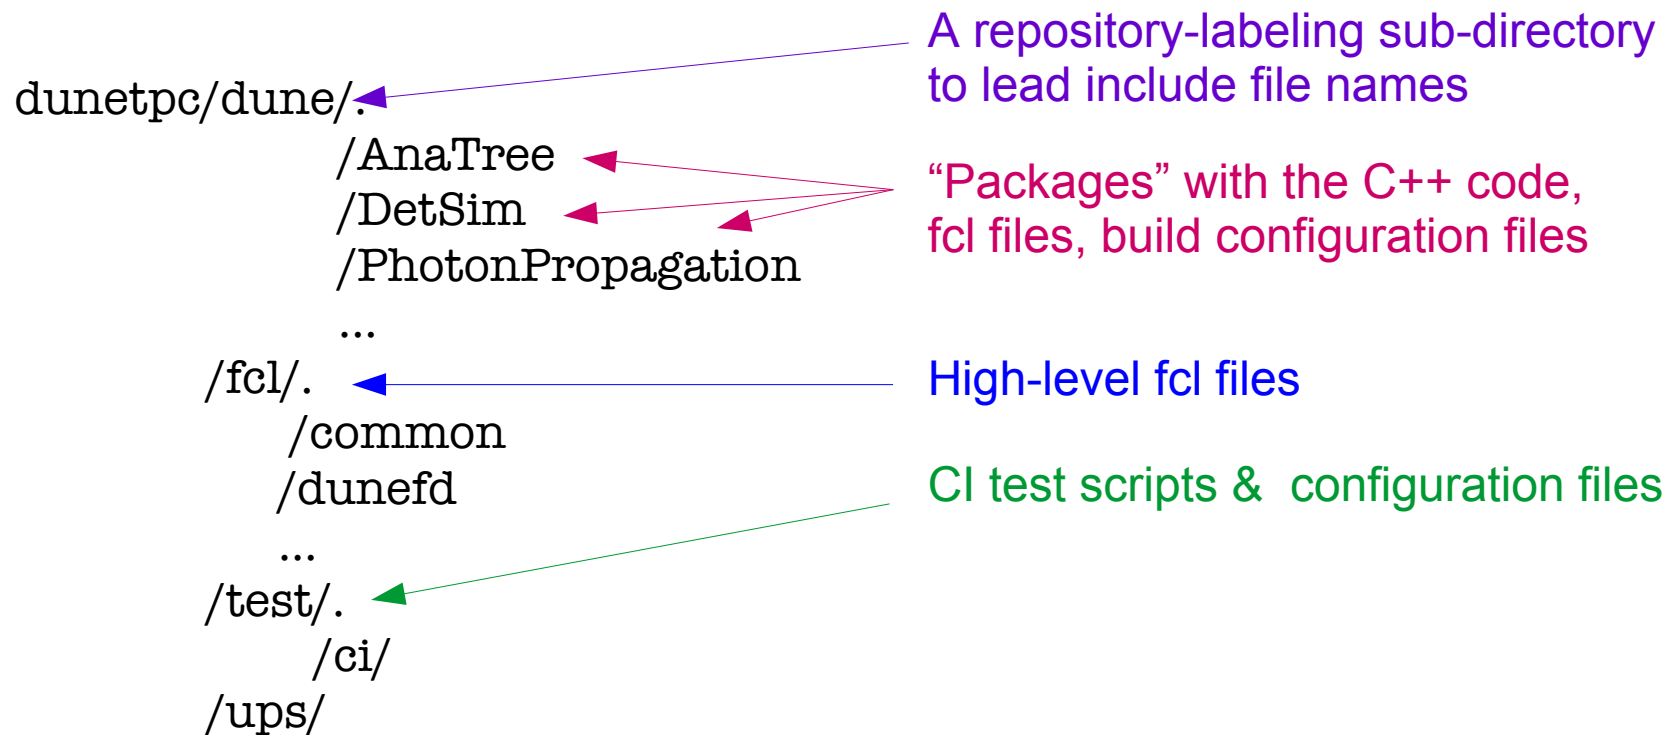 A repository-labeling sub-directory
to lead include file names
dunetpc/dune/.
/AnaTree
/DetSim
/PhotonPropagation
...
“Packages” with the C++ code,
fcl files, build configuration files
/fcl/.
High-level fcl files
/common
/dunefd
...
CI test scripts & configuration files
/test/.
/ci/
/ups/